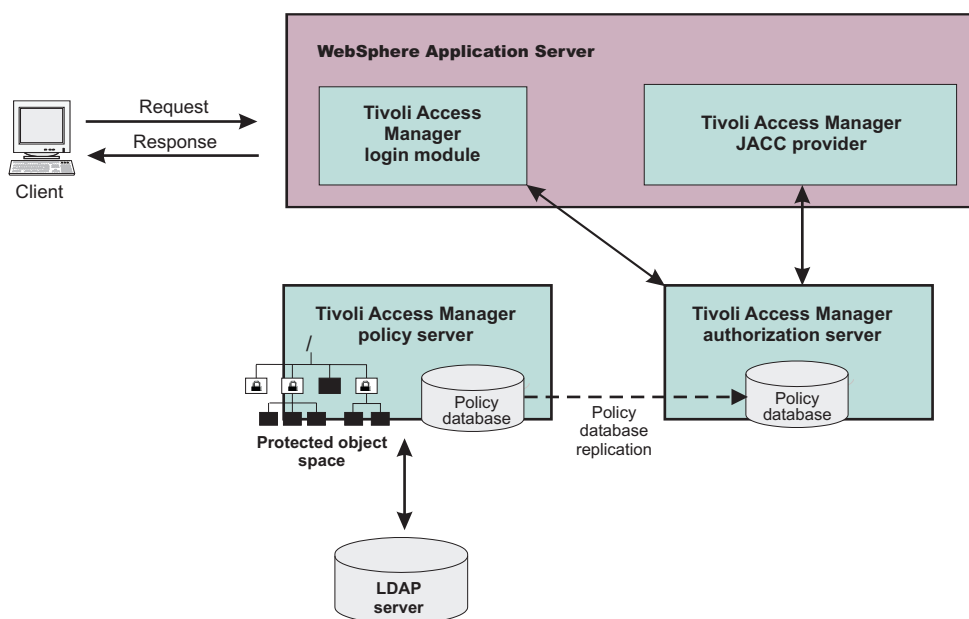 WebSphere Application Server
Tivoli Access
Manager
login module
Tivoli Access Manager
JACC provider
Request
Response
Client
Tivoli Access Manager
policy server
/
Policy
database
Protected object
space
Policy
database
replication
Tivoli Access Manager
authorization server
Policy
database
LDAP
server